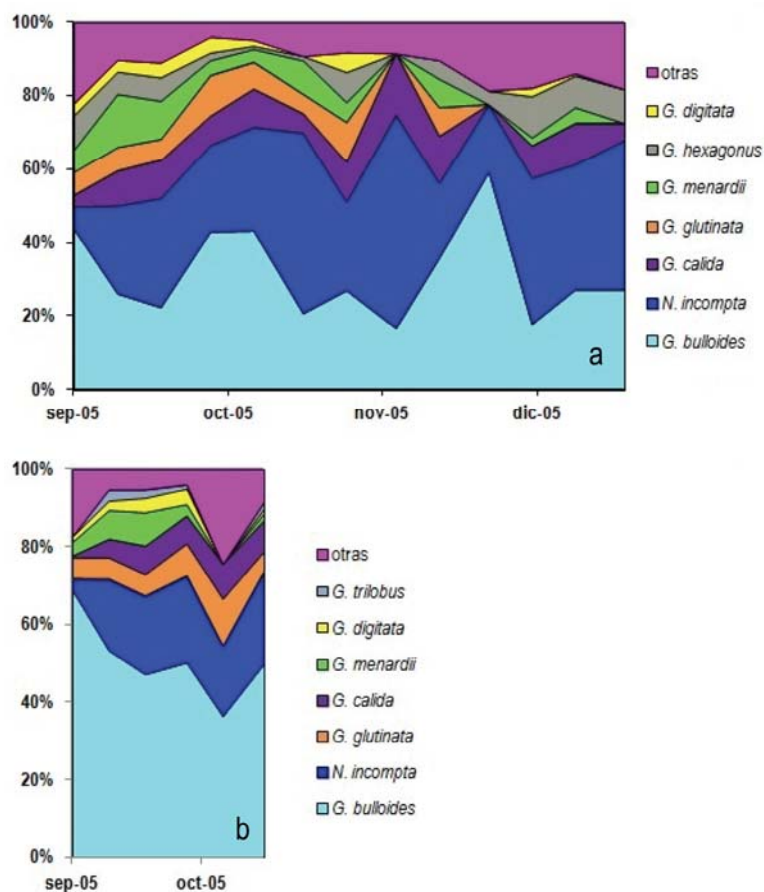 100%
80%
60%
40%
20%
0%
sep-05 oct-05 nov-05 dic-05
a
otras
G. digitata
G. hexagonus
G. menardii
G. glutinata
G. calida
N. incompta
G. bulloides
100%
80%
60%
40%
20%
0%
sep-05 oct-05
b
otras
G. trilobus
G. digitata
G. menardii
G. calida
G. glutinata
N. incompta
G. bulloides